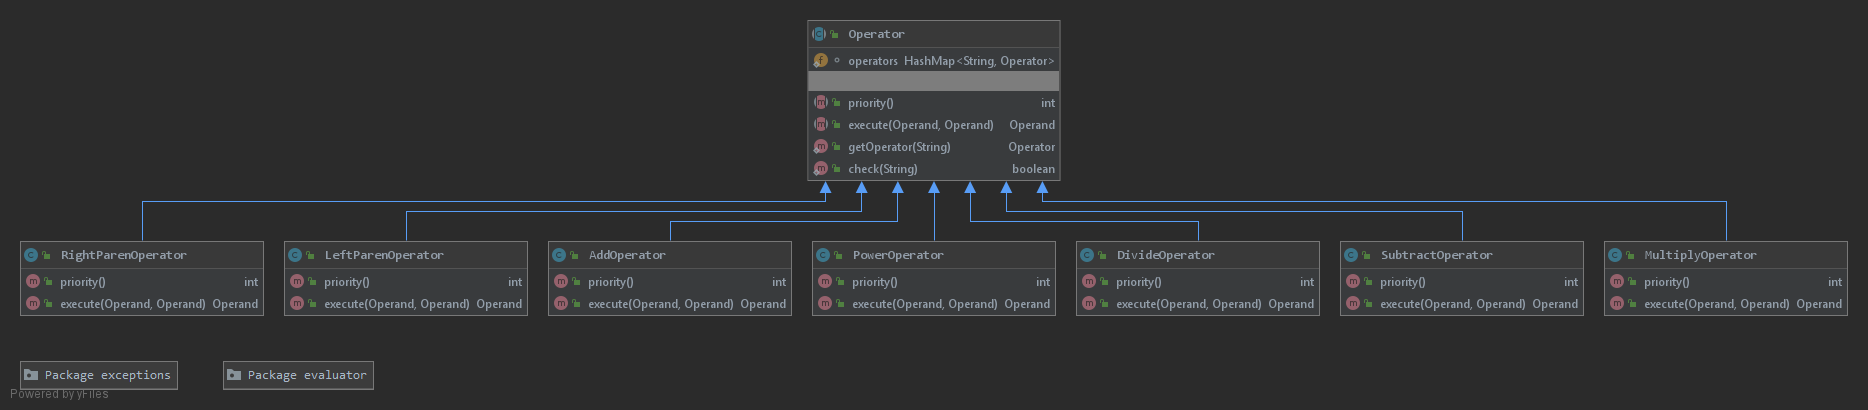 Operator
operators HashMap<String, Operator>
priority() int
execute(Operand, Operand) Operand
getOperator(String) Operator
check(String) boolean
RightParenOperator
priority() int
execute(Operand, Operand) Operand
LeftParenOperator
priority() int
execute(Operand, Operand) Operand
AddOperator
priority() int
execute(Operand, Operand) Operand
PowerOperator
priority() int
execute(Operand, Operand) Operand
DivideOperator
priority() int
execute(Operand, Operand) Operand
SubtractOperator
priority() int
execute(Operand, Operand) Operand
MultiplyOperator
priority() int
execute(Operand, Operand) Operand
Package exceptions
Package evaluator
Powered by yFiles